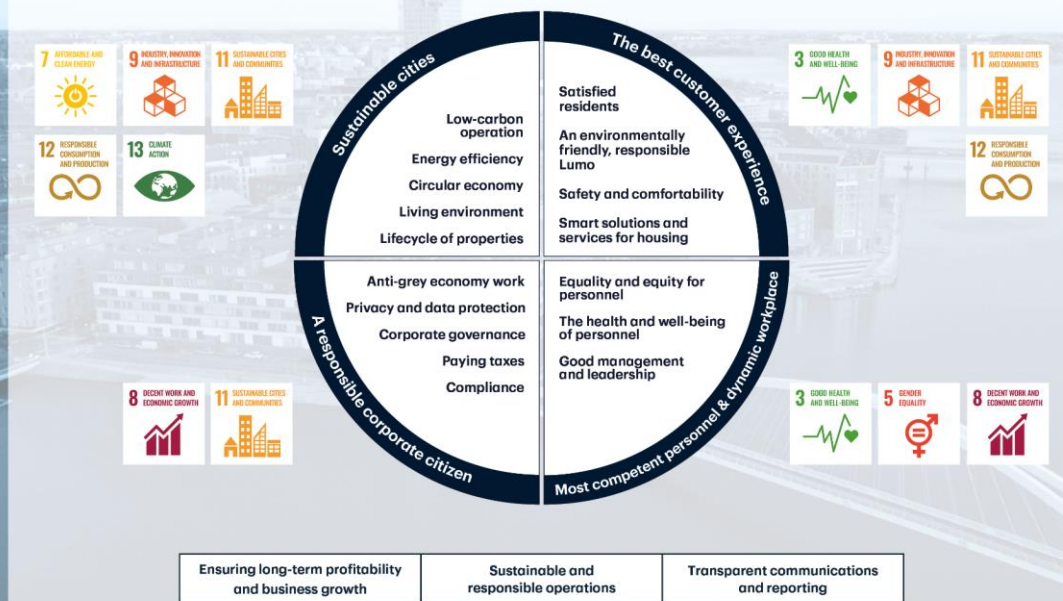 Sustainable cities
7 AFFORDABLE AND
CLEAN ENERGY
9 INDUSTRY, INNOVATION
AND INFRASTRUCTURE
11 SUSTAINABLE CITIES
AND COMMUNITIES
12 RESPONSIBLE
CONSUMPTION
AND PRODUCTION
13 CLIMATE
ACTION
Low-carbon
operation
Energy efficiency
Circular economy
Living environment
Lifecycle of properties
The best customer experience
Satisfied
residents
An environmentally
friendly, responsible
Lumo
Safety and comfortability
Smart solutions and
services for housing
3 GOOD HEALTH
AND WELL-BEING
9 INDUSTRY, INNOVATION
AND INFRASTRUCTURE
11 SUSTAINABLE CITIES
AND COMMUNITIES
12 RESPONSIBLE
CONSUMPTION
AND PRODUCTION
A responsible corporate citizen
Anti-grey economy work
Privacy and data protection
Corporate governance
Paying taxes
Compliance
8 DECENT WORK AND
ECONOMIC GROWTH
11 SUSTAINABLE CITIES
AND COMMUNITIES
Most competent personnel & dynamic workplace
Equality and equity for
personnel
The health and well-being
of personnel
Good management
and leadership
3 GOOD HEALTH
AND WELL-BEING
5 GENDER
EQUALITY
8 DECENT WORK AND
ECONOMIC GROWTH
Ensuring long-term profitability
and business growth
Sustainable and
responsible operations
Transparent communications
and reporting